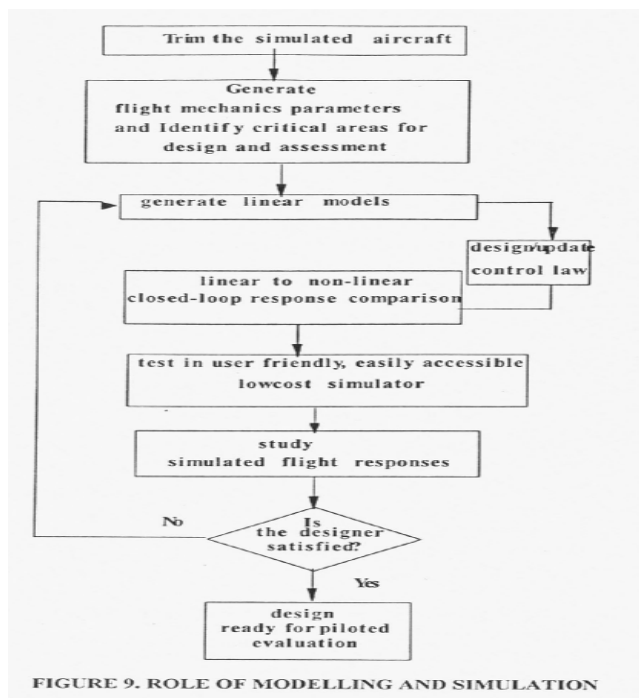 Trim the simulated aircraft
Generate
flight mechanics parameters
and Identify critical areas for
design and assessment
generate linear models
design/update
control law
linear to non-linear
closed-loop response comparison
test in user friendly, easily accessible
lowcost simulator
study
simulated flight responses
Is
the designer
satisfied?
No
Yes
design
ready for piloted
evaluation
FIGURE 9. ROLE OF MODELLING AND SIMULATION